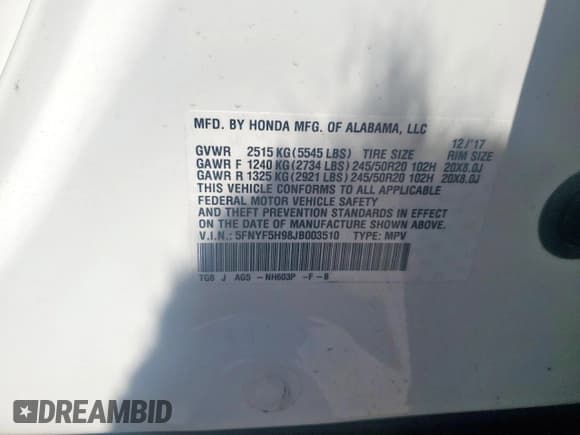 MFD. BY HONDA MFG. OF ALABAMA, LLC
12/'17
GVWR 2515 KG (5545 LBS) TIRE SIZE RIM SIZE
GAWR F 1240 KG (2734 LBS) 245/50R20 102H 20X8.0J
GAWR R 1325 KG (2921 LBS) 245/50R20 102H 20X8.0J
THIS VEHICLE CONFORMS TO ALL APPLICABLE
FEDERAL MOTOR VEHICLE SAFETY
AND THEFT PREVENTION STANDARDS IN EFFECT
ON THE DATE OF MANUFACTURE SHOWN ABOVE.
V.I.N.: 5FNYF5H98JB003510 TYPE: MPV
TG8 J AG5 -NH603P -F-B
DREAMBID